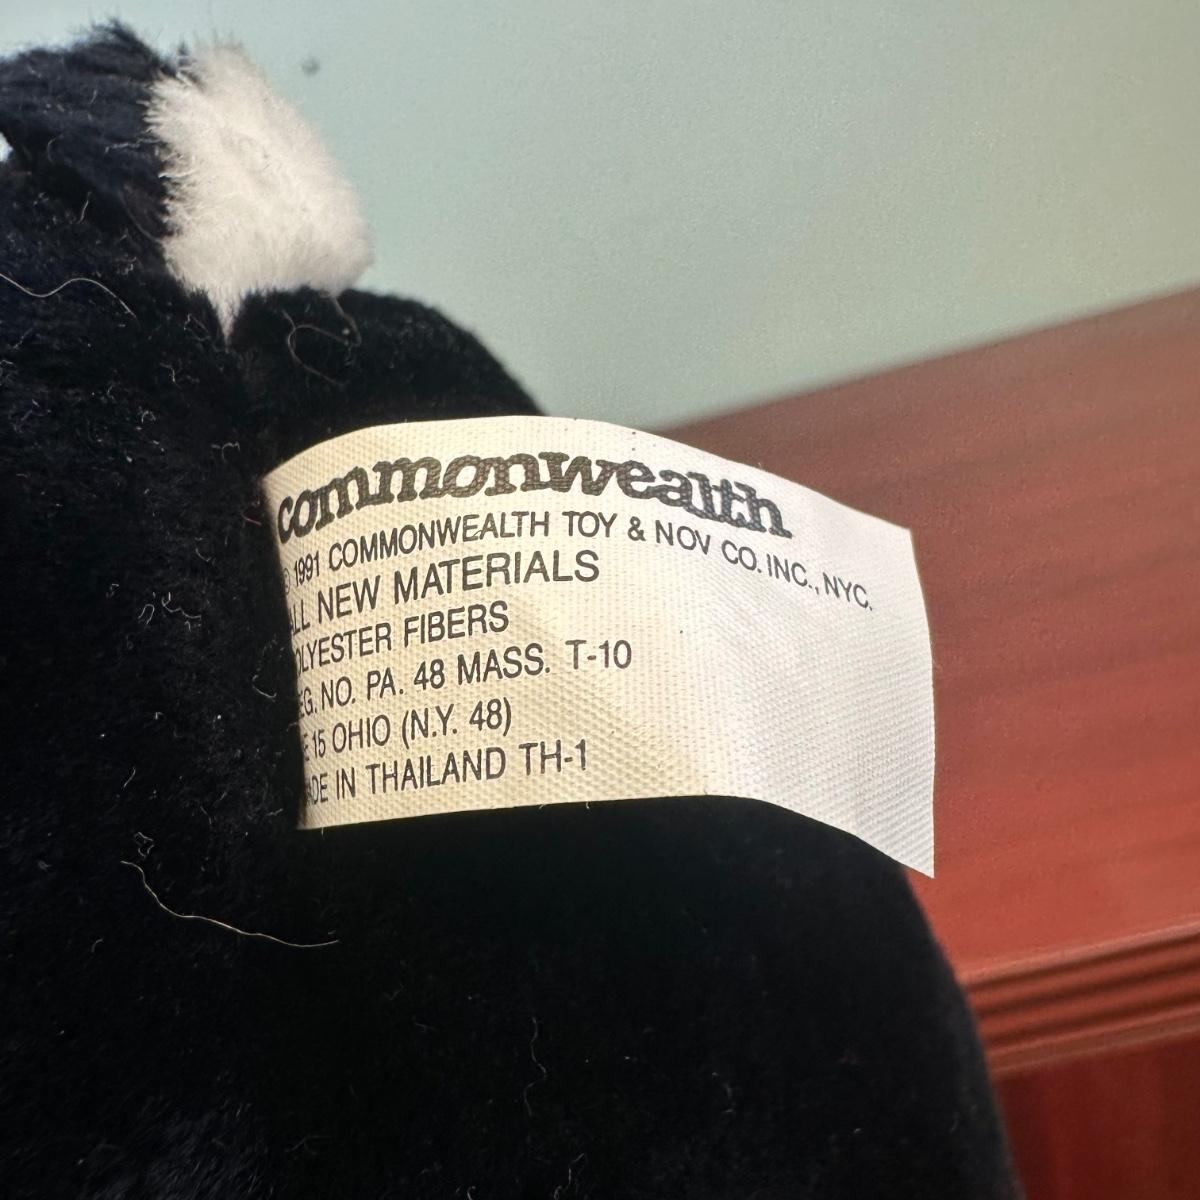 commonwealth
© 1991 COMMONWEALTH TOY & NOV CO. INC., NYC.
ALL NEW MATERIALS
POLYESTER FIBERS
REG. NO. PA. 48 MASS. T-10
15 OHIO (N.Y. 48)
MADE IN THAILAND TH-1